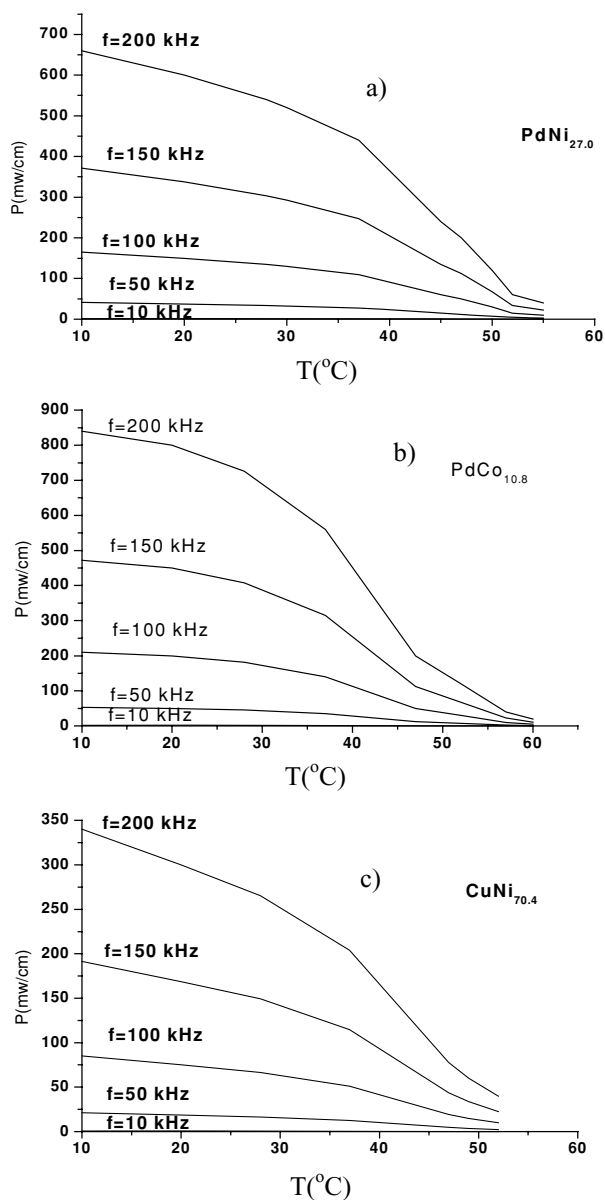 700
f=200 kHz
600
a)
500
PdNi27.0
P(mw/cm)
400
f=150 kHz
300
200
f=100 kHz
100
f=50 kHz
0
f=10 kHz
10 20 30 40 50 60
T(°C)
900
f=200 kHz
800
b)
PdCo10.8
700
600
f=150 kHz
500
P(mw/cm)
400
f=100 kHz
300
200
f=50 kHz
100
f=10 kHz
0
10 20 30 40 50 60
T(°C)
350
f=200 kHz
300
c)
CuNi70.4
250
f=150 kHz
200
P(mw/cm)
150
f=100 kHz
100
f=50 kHz
50
f=10 kHz
0
10 20 30 40 50 60
T(°C)